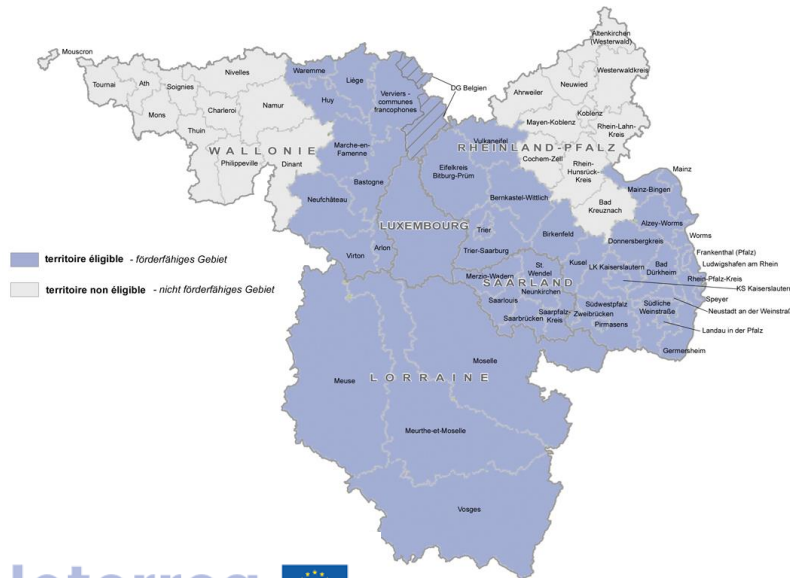 Mouscron
Tournai
Ath
Soignies
Nivelles
Mons
Charleroi
Namur
Thuin
WALLONIE
Philippeville
Dinant
Waremme
Liége
Huy
Verviers -
communes
francophones
DG Belgien
Marche-en-
Famenne
Bastogne
Neufchâteau
Arlon
Virton
LUXEMBOURG
Altenkirchen
(Westerwald)
Westerwaldkreis
Neuwied
Ahrweiler
Koblenz
Mayen-Koblenz
Rhein-Lahn-
Kreis
Vulkaneifel
RHEINLAND-PFALZ
Cochem-Zell
Rhein-
Hunsrück-
Kreis
Eifelkreis
Bitburg-Prüm
Bernkastel-Wittlich
Bad
Kreuznach
Mainz
Mainz-Bingen
Alzey-Worms
Worms
Trier
Trier-Saarburg
Birkenfeld
Donnersbergkreis
Frankenthal (Pfalz)
Ludwigshafen am Rhein
Kusel
LK Kaiserslautern
Bad
Dürkheim
Rhein-Pfalz-Kreis
KS Kaiserslautern
Speyer
Neustadt an der Weinstraß
Merzig-Wadern
St.
Wendel
SAARLAND
Neunkirchen
Saarlouis
Saarpfalz-
Kreis
Saarbrücken
Südwestpfalz
Zweibrücken
Pirmasens
Südliche
Weinstraße
Landau in der Pfalz
Germersheim
territoire éligible - förderfähiges Gebiet
territoire non éligible - nicht förderfähiges Gebiet
Moselle
LORRAINE
Meuse
Meurthe-et-Moselle
Vosges
Interreg